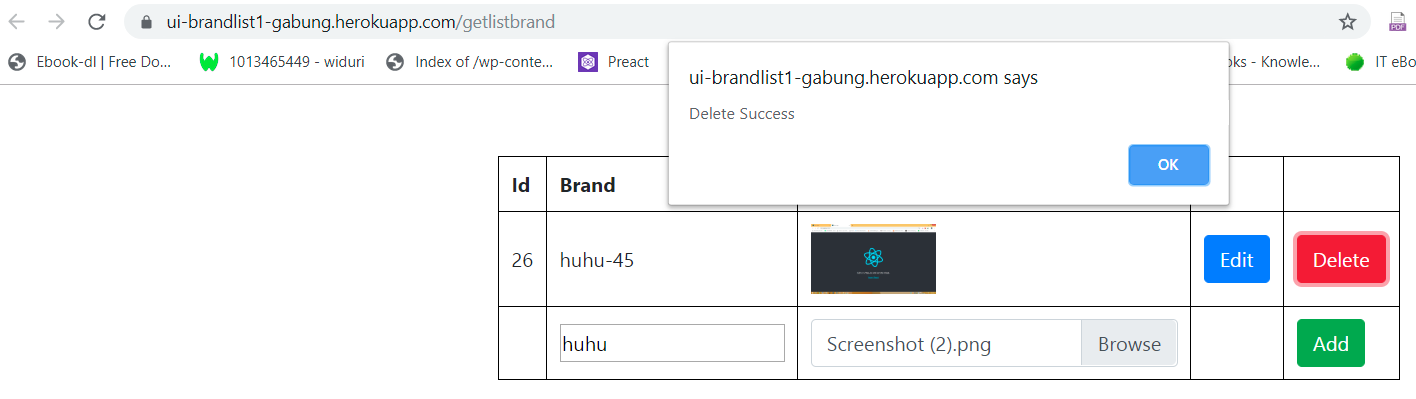 ui-brandlist1-gabung.herokuapp.com/getlistbrand
PDF
Ebook-dl | Free Do... 1013465449 - widuri Index of /wp-conte... Preact oks - Knowle... IT eBo
ui-brandlist1-gabung.herokuapp.com says
Delete Success
OK
Id Brand
26 huhu-45 Edit Delete
huhu Screenshot (2).png Browse Add